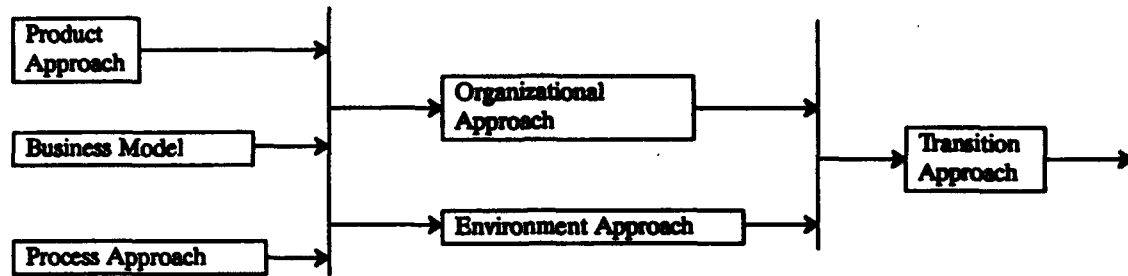 Product
Approach
Business Model
Process Approach
Organizational
Approach
Environment Approach
Transition
Approach